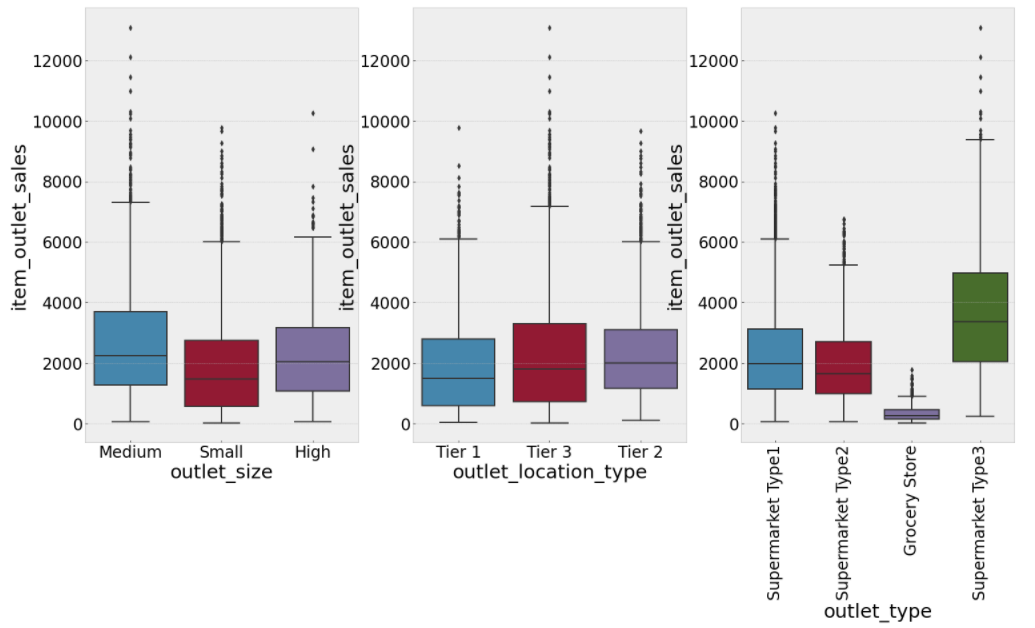 item_outlet_sales
12000
10000
8000
6000
4000
2000
0
Medium
Small
High
outlet_size
item_outlet_sales
12000
10000
8000
6000
4000
2000
0
Tier 1
Tier 3
Tier 2
outlet_location_type
item_outlet_sales
12000
10000
8000
6000
4000
2000
0
Supermarket Type1
Supermarket Type2
Grocery Store
Supermarket Type3
outlet_type